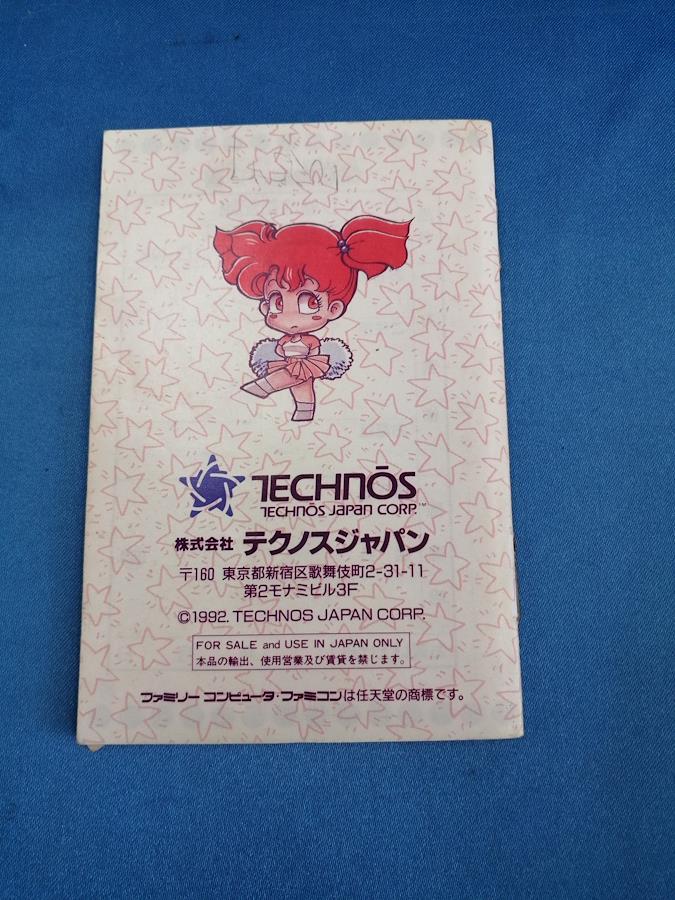 TECHNŌS
TECHNŌS JAPAN CORP.™
株式会社 テクノスジャパン
〒160 東京都新宿区歌舞伎町2-31-11
第2モナミビル3F
©1992. TECHNOS JAPAN CORP.
FOR SALE and USE IN JAPAN ONLY
本品の輸出、使用営業及び賃貸を禁じます。
ファミリーコンピュータ・ファミコンは任天堂の商標です。